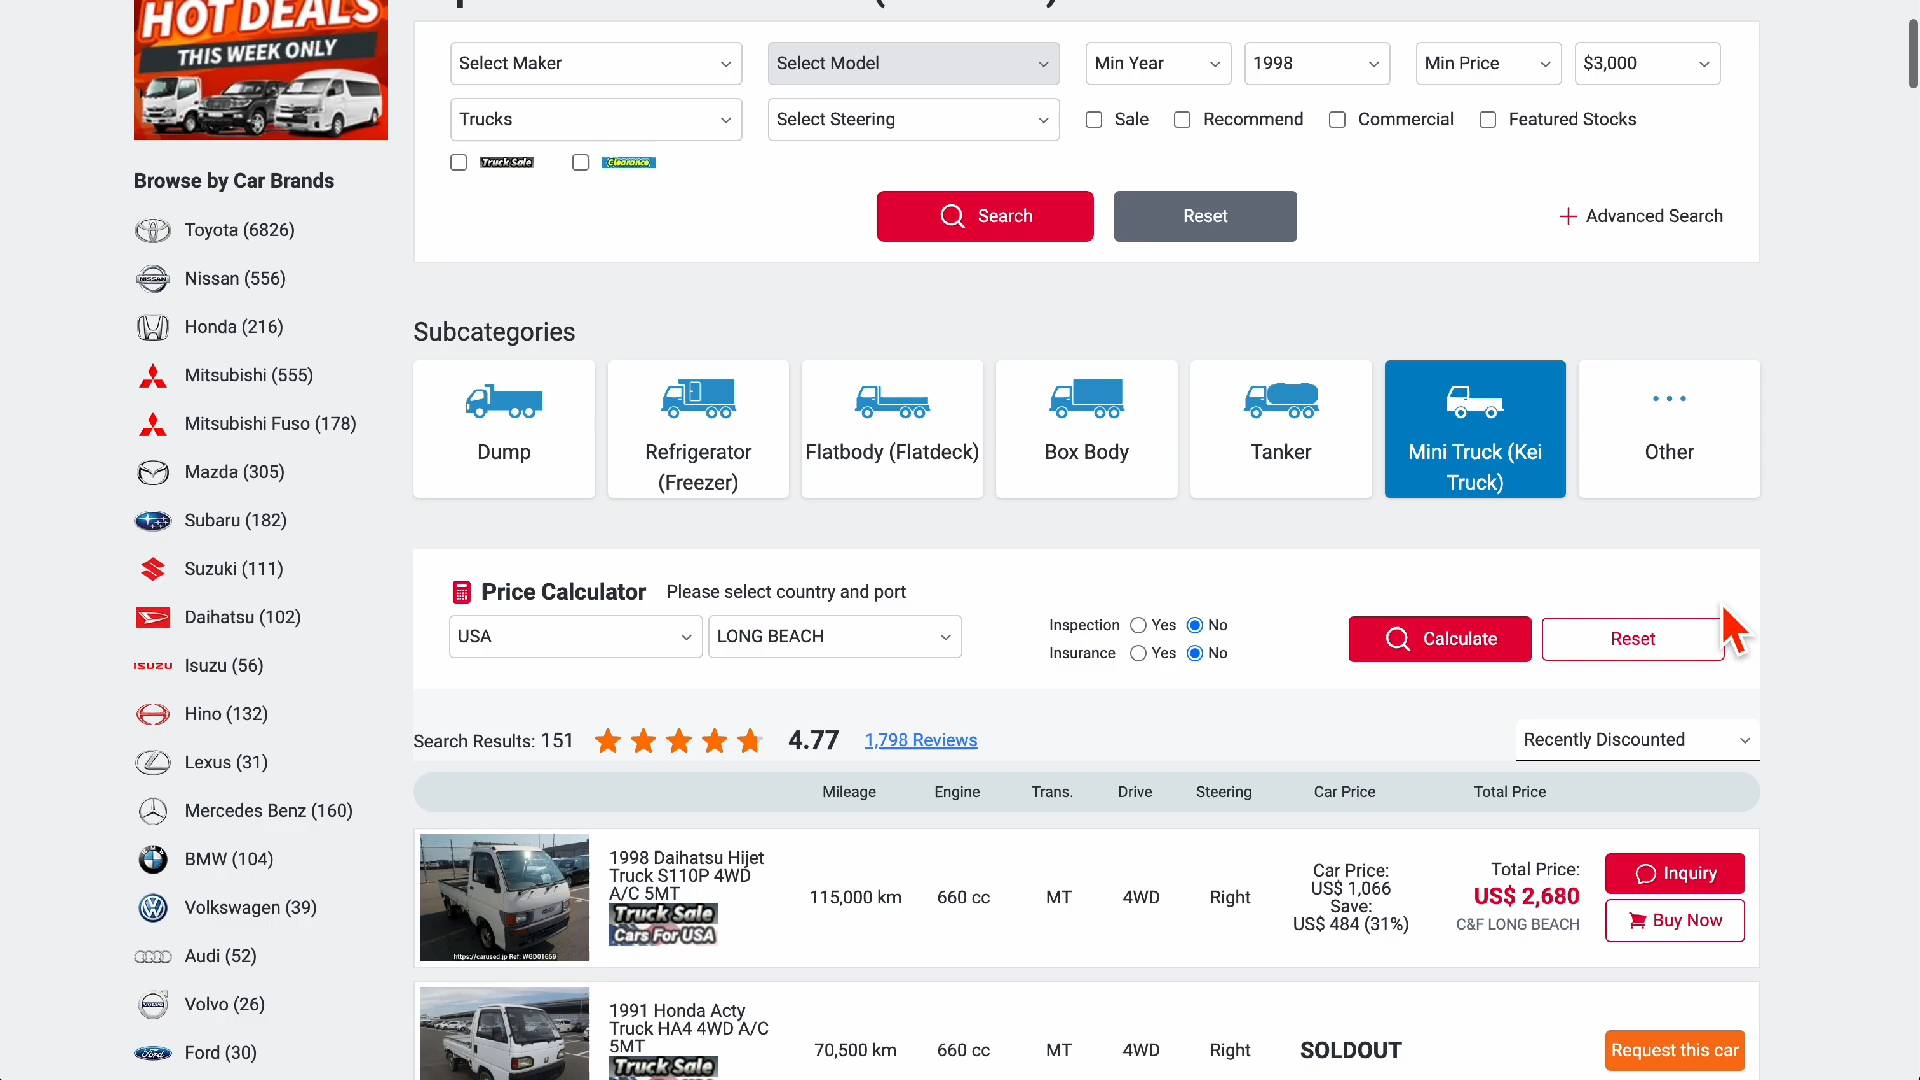 HOT DEALS
THIS WEEK ONLY
Select Maker
Select Model
Min Year
1998
Min Price
$3,000
Trucks
Select Steering
Sale
Recommend
Commercial
Featured Stocks
Truck Sale
Clearance
Search
Reset
Advanced Search
Browse by Car Brands
Toyota (6826)
Nissan (556)
Honda (216)
Mitsubishi (555)
Mitsubishi Fuso (178)
Mazda (305)
Subaru (182)
Suzuki (111)
Daihatsu (102)
ISUZU Isuzu (56)
Hino (132)
Lexus (31)
Mercedes Benz (160)
BMW (104)
Volkswagen (39)
Audi (52)
Volvo (26)
Ford (30)
Subcategories
Dump
Refrigerator
(Freezer)
Flatbody (Flatdeck)
Box Body
Tanker
Mini Truck (Kei
Truck)
Other
Price Calculator Please select country and port
USA
LONG BEACH
Inspection Yes No
Insurance Yes No
Calculate
Reset
Search Results: 151 4.77 1,798 Reviews
Recently Discounted
Mileage Engine Trans. Drive Steering Car Price Total Price
1998 Daihatsu Hijet
Truck S110P 4WD
A/C 5MT
Truck Sale
Cars For USA
115,000 km
660 cc
MT
4WD
Right
Car Price:
US$ 1,066
Save:
US$ 484 (31%)
Total Price:
US$ 2,680
C&F LONG BEACH
Inquiry
Buy Now
1991 Honda Acty
Truck HA4 4WD A/C
5MT
Truck Sale
70,500 km
660 cc
MT
4WD
Right
SOLDOUT
Request this car